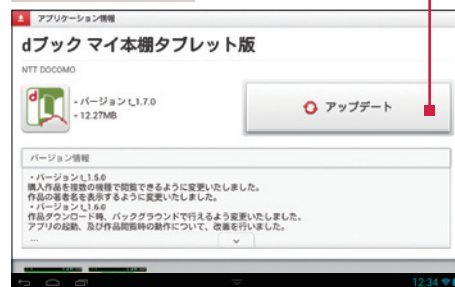 アプリケーション情報
dブック マイ本棚タブレット版
NTT DOCOMO
d
・バージョン t_1.7.0
・12.27MB
アップデート
バージョン情報
・バージョン t_1.5.0
購入作品を複数の機種で閲覧できるように変更いたしました。
作品の著者名を表示するように変更いたしました。
・バージョン t_1.6.0
作品ダウンロード時、バックグラウンドで行えるよう変更いたしました。
アプリの起動、及び作品閲覧時の動作について、改善を行いました。
...
12:34